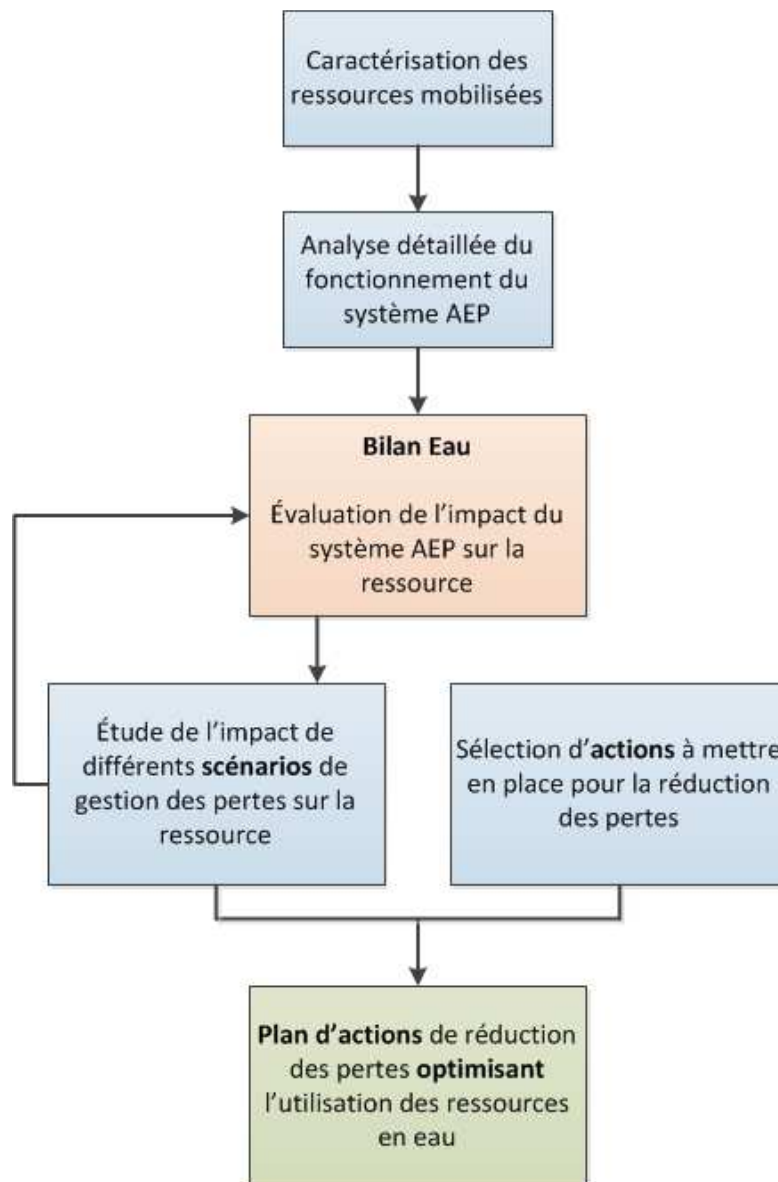 Caractérisation des
ressources mobilisées
Analyse détaillée du
fonctionnement du
système AEP
Bilan Eau
Évaluation de l'impact du
système AEP sur la
ressource
Étude de l'impact de
différents scénarios de
gestion des pertes sur la
ressource
Sélection d'actions à mettre
en place pour la réduction
des pertes
Plan d'actions de réduction
des pertes optimisant
l'utilisation des ressources
en eau